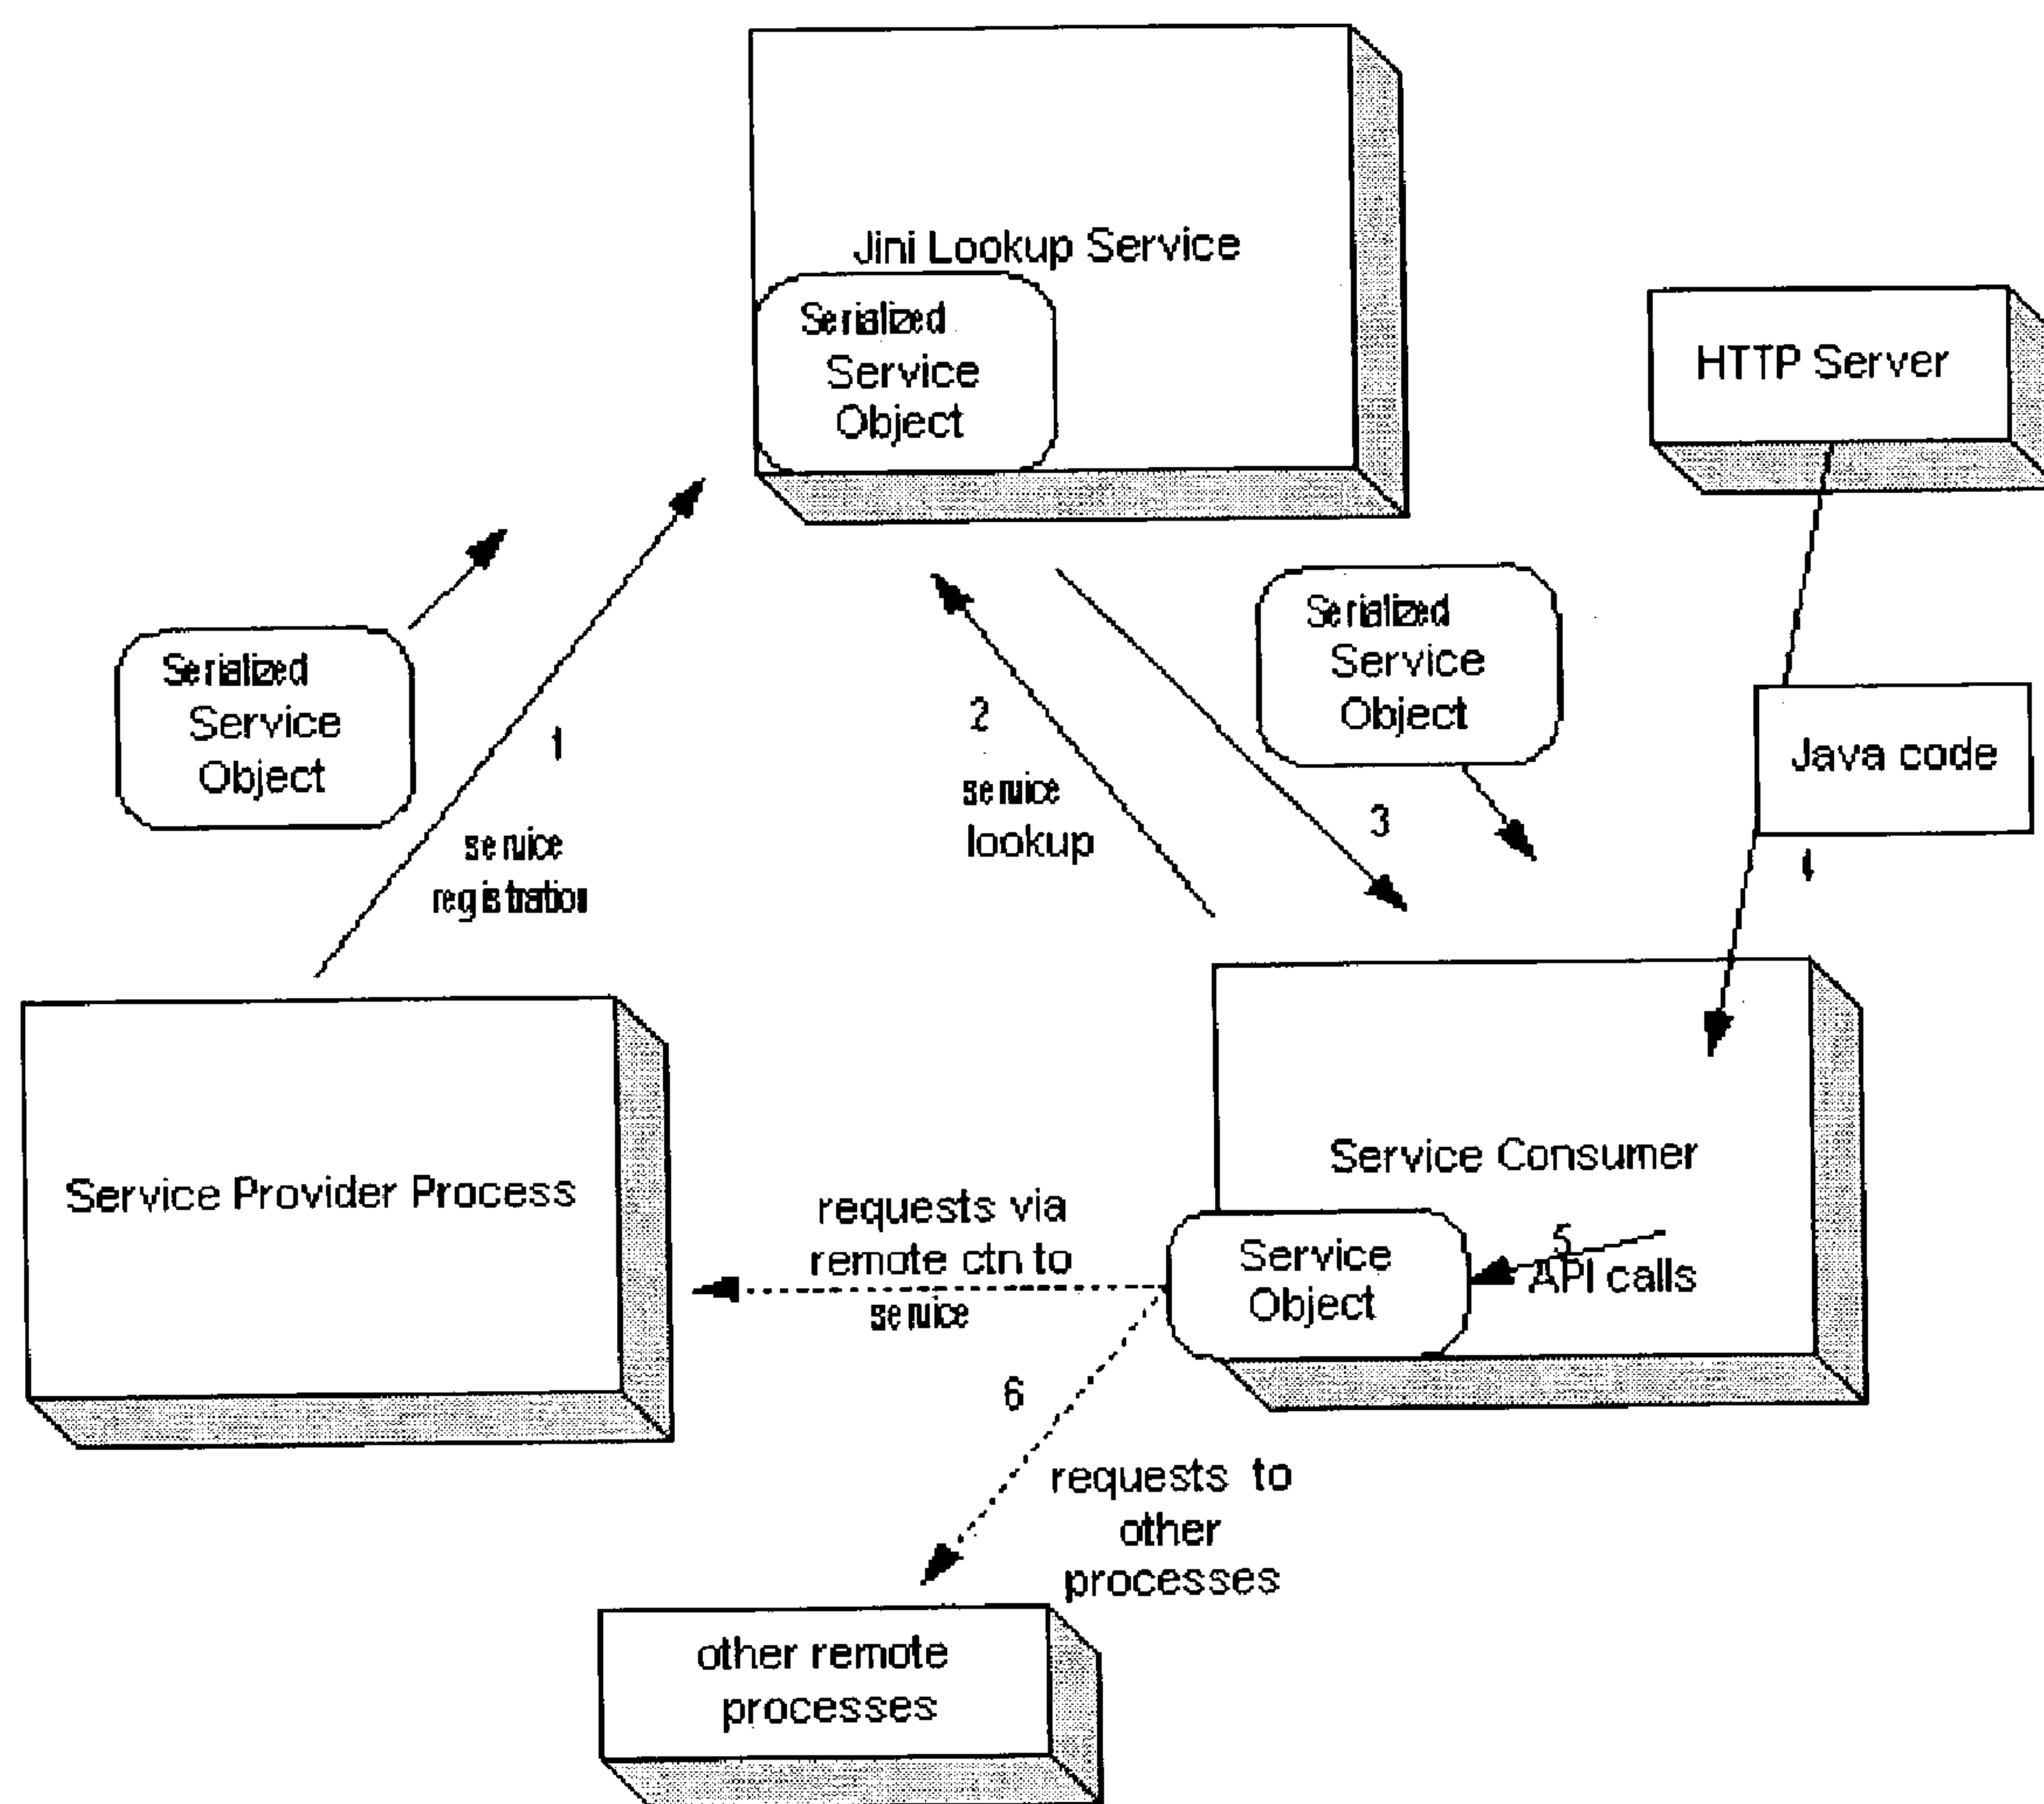 Jini Lookup Service
Serialized
Service
Object
HTTP Server
Serialized
Service
Object
1
service
registration
2
service
lookup
3
Serialized
Service
Object
Java code
4
Service Provider Process
Service Consumer
requests via
remote ctn to
service
Service
Object
5
API calls
6
requests to
other
processes
other remote
processes